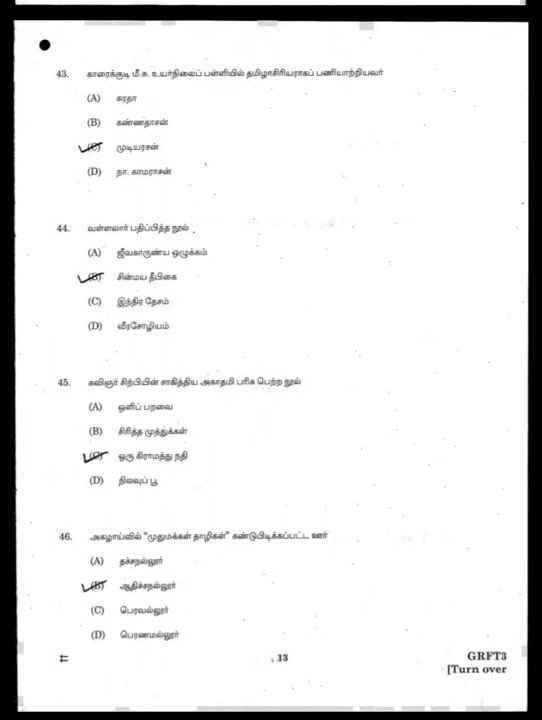 43. காரைக்குடி மீ.சு. உயர்நிலைப் பள்ளியில் தமிழாசிரியராகப் பணியாற்றியவர்
(A) சுரதா
(B) கண்ணதாசன்
(C) முடியரசன்
(D) நா. காமராசன்
44. வள்ளலார் பதிப்பித்த நூல்
(A) ஜீவகாருண்ய ஒழுக்கம்
(B) சின்மய தீபிகை
(C) இந்திர தேசம்
(D) வீரசோழியம்
45. கவிஞர் சிற்பியின் சாகித்திய அகாதமி பரிசு பெற்ற நூல்
(A) ஒளிப் பறவை
(B) சிரித்த முத்துக்கள்
(C) ஒரு கிராமத்து நதி
(D) நிலவுப் பூ
46. அகழாய்வில் “முதுமக்கள் தாழிகள்” கண்டுபிடிக்கப்பட்ட ஊர்
(A) தச்சநல்லூர்
(B) ஆதிச்சநல்லூர்
(C) பெரவல்லூர்
(D) பெரணமல்லூர்
13
GRFT3
[Turn over